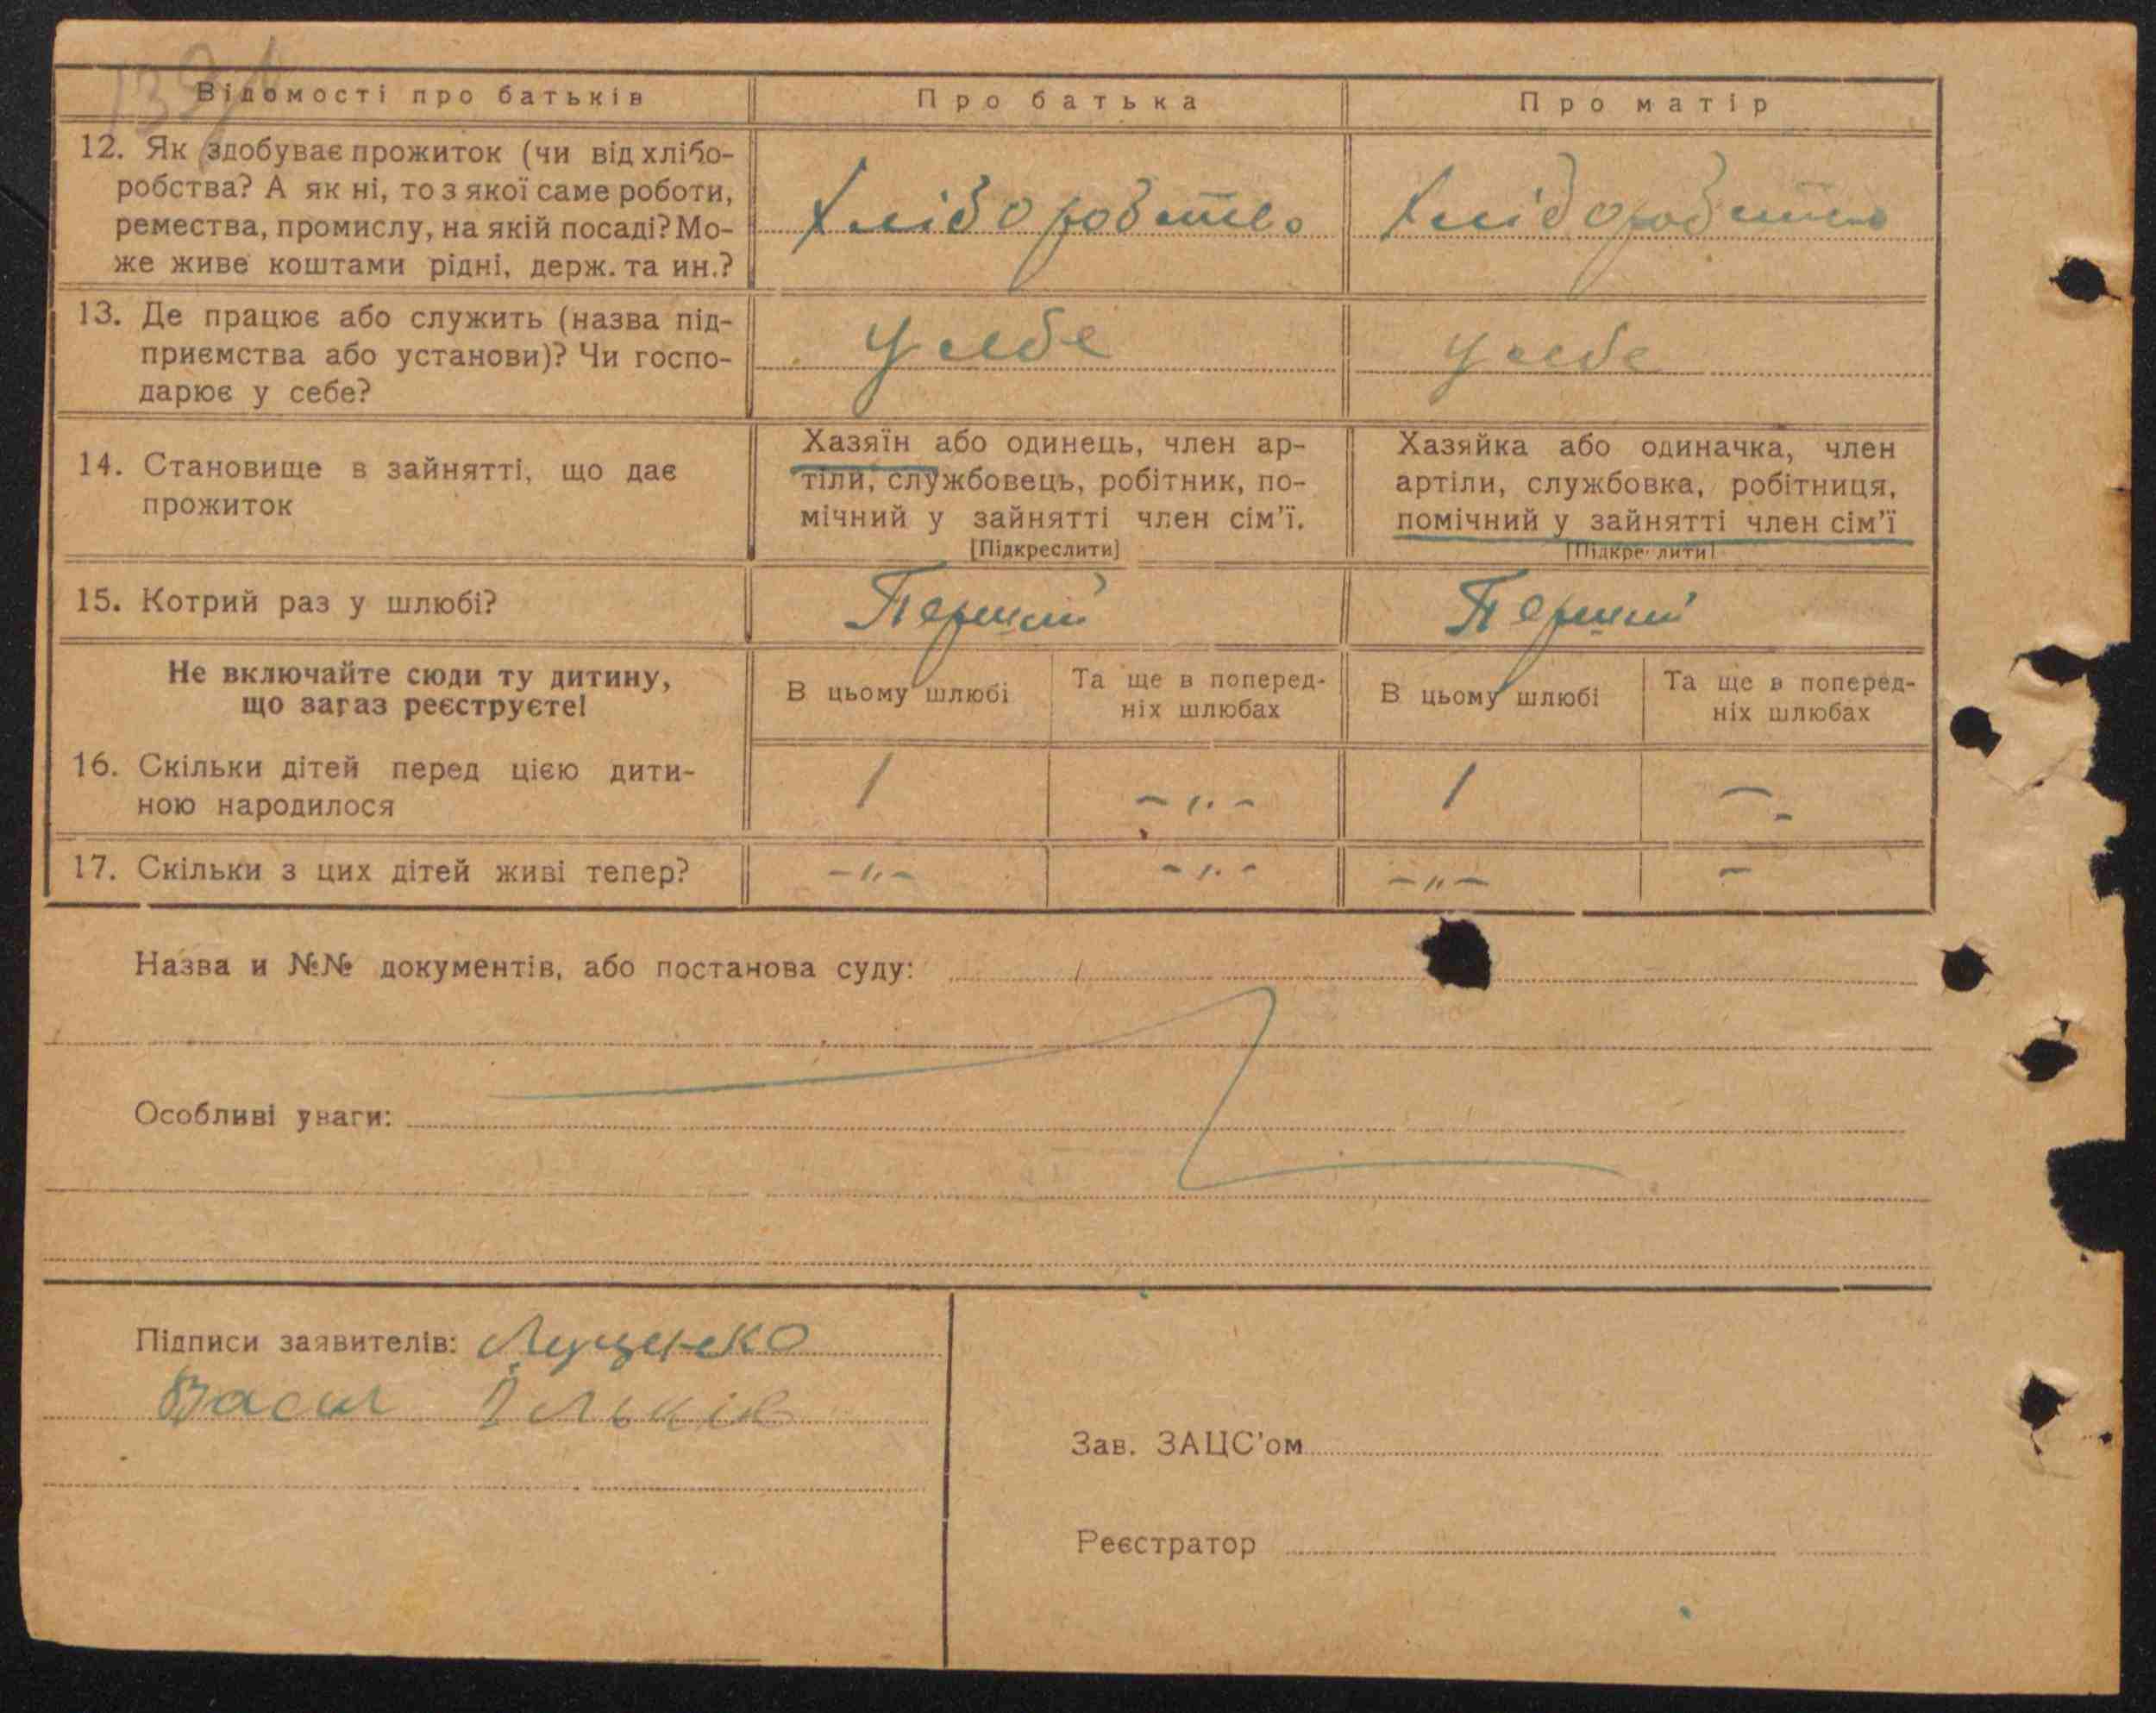 139
Відомості про батьків
Про батька
Про матір
12. Як здобуває прожиток (чи від хлібо-
робства? А як ні, то з якої саме роботи,
ремества, промислу, на якій посаді? Мо-
же живе коштами рідні, держ. та ин.?
Хліборобство
Хліборобство
13. Де працює або служить (назва під-
приємства або установи)? Чи госпо-
дарює у себе?
У себе
У себе
14. Становище в зайнятті, що дає
прожиток
Хазяїн або одинець, член ар-
тіли, службовець, робітник, по-
мічний у зайнятті член сім'ї.
[Підкреслити]
Хазяйка або одиначка, член
артіли, службовка, робітниця,
помічний у зайнятті член сім'ї
[Підкреслити]
15. Котрий раз у шлюбі?
Перший
Перший
Не включайте сюди ту дитину,
що зараз реєструєте!
В цьому шлюбі
Та ще в поперед-
ніх шлюбах
В цьому шлюбі
Та ще в поперед-
ніх шлюбах
16. Скільки дітей перед цією дити-
ною народилося
1
-"-
1
-
17. Скільки з цих дітей живі тепер?
-"-
-"-
-"-
-
Назва и №№ документів, або постанова суду:
Особливі уваги:
Підписи заявителів: Луценко
Васил Ільків
Зав. ЗАЦС'ом
Реєстратор